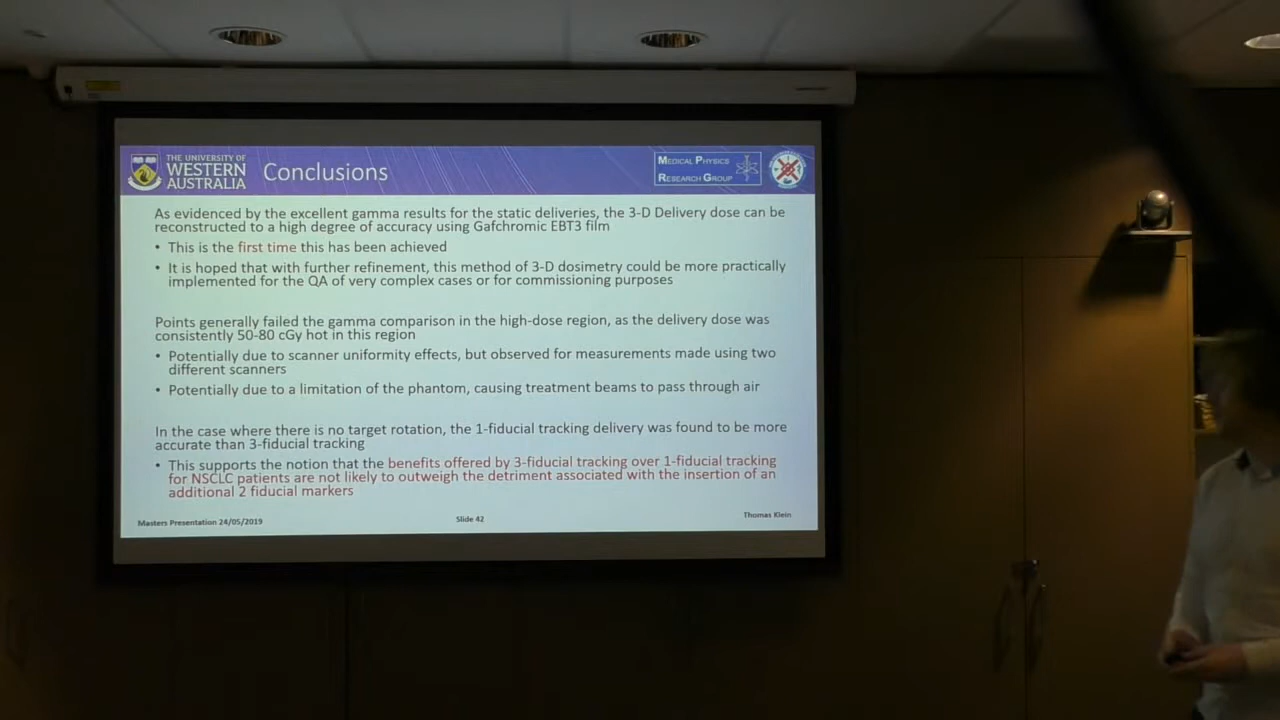 THE UNIVERSITY OF
WESTERN
AUSTRALIA
Conclusions
MEDICAL PHYSICS
RESEARCH GROUP
As evidenced by the excellent gamma results for the static deliveries, the 3-D Delivery dose can be
reconstructed to a high degree of accuracy using Gafchromic EBT3 film
• This is the first time this has been achieved
• It is hoped that with further refinement, this method of 3-D dosimetry could be more practically
implemented for the QA of very complex cases or for commissioning purposes
Points generally failed the gamma comparison in the high-dose region, as the delivery dose was
consistently 50-80 cGy hot in this region
• Potentially due to scanner uniformity effects, but observed for measurements made using two
different scanners
• Potentially due to a limitation of the phantom, causing treatment beams to pass through air
In the case where there is no target rotation, the 1-fiducial tracking delivery was found to be more
accurate than 3-fiducial tracking
• This supports the notion that the benefits offered by 3-fiducial tracking over 1-fiducial tracking
for NSCLC patients are not likely to outweigh the detriment associated with the insertion of an
additional 2 fiducial markers
Masters Presentation 24/05/2019
Slide 42
Thomas Klein